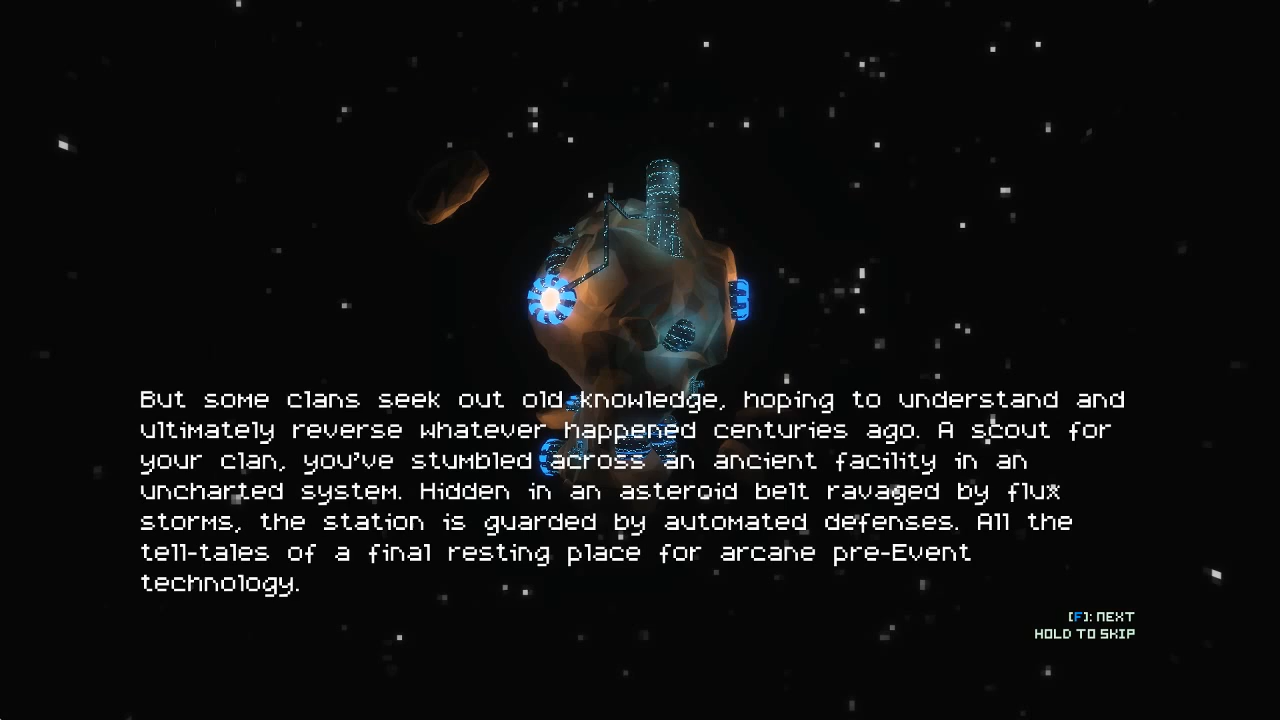 But some clans seek out old knowledge, hoping to understand and
ultimately reverse whatever happened centuries ago. A scout for
your clan, you've stumbled across an ancient facility in an
uncharted system. Hidden in an asteroid belt ravaged by flux
storms, the station is guarded by automated defenses. All the
tell-tales of a final resting place for arcane pre-Event
technology.
[F]: NEXT
HOLD TO SKIP